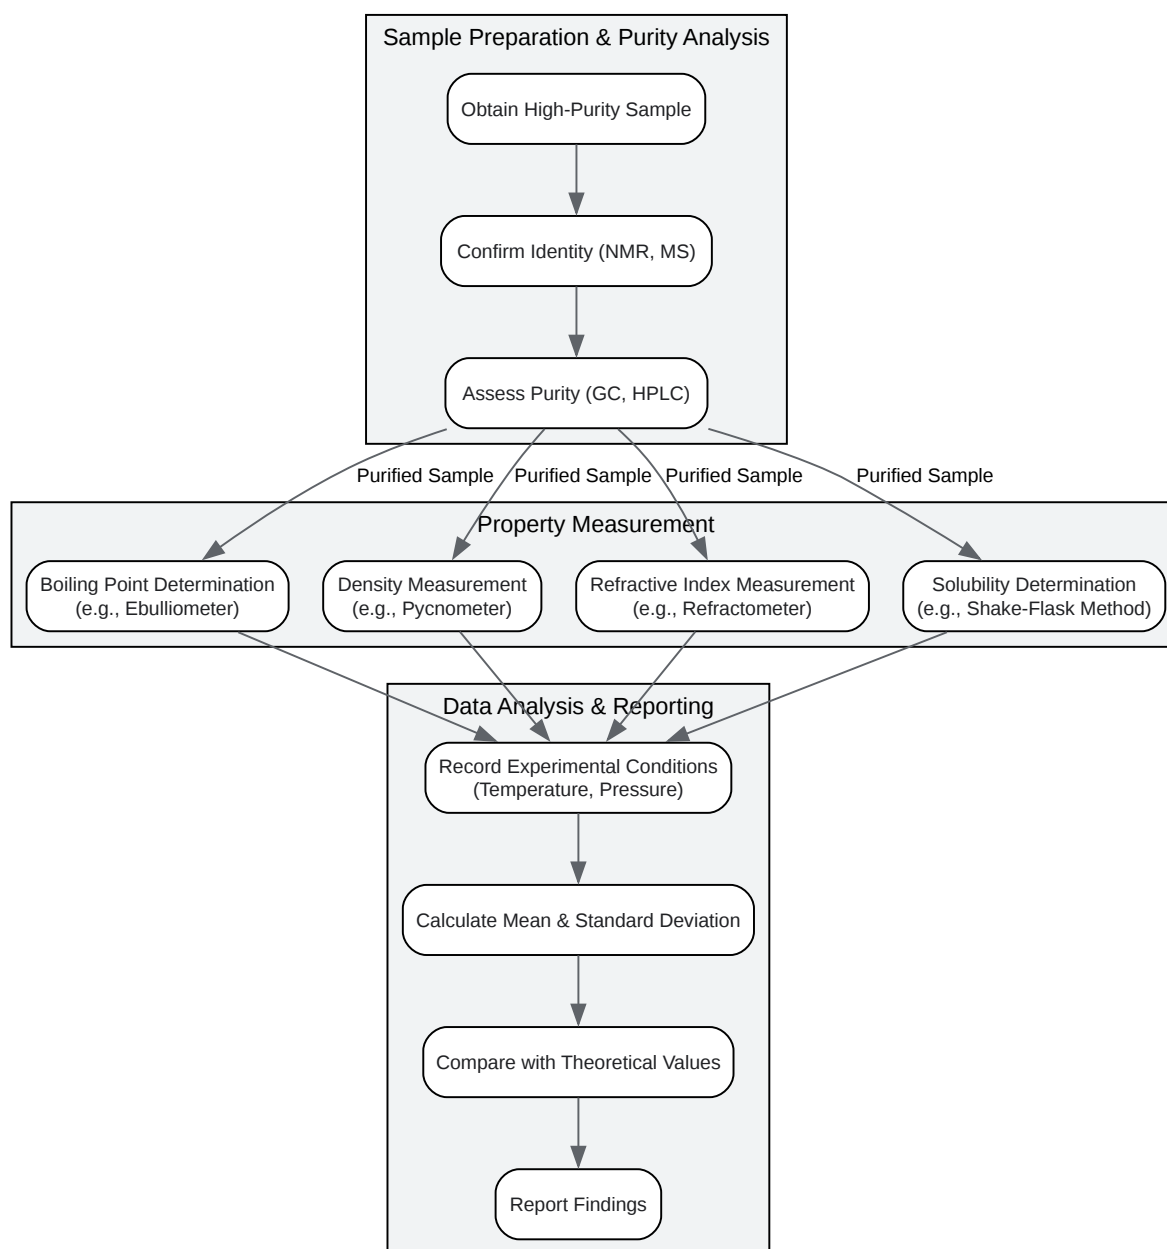 Sample Preparation & Purity Analysis
Obtain High-Purity Sample
Confirm Identity (NMR, MS)
Assess Purity (GC, HPLC)
Purified Sample
Purified Sample
Purified Sample
Purified Sample
Property Measurement
Boiling Point Determination
(e.g., Ebulliometer)
Density Measurement
(e.g., Pycnometer)
Refractive Index Measurement
(e.g., Refractometer)
Solubility Determination
(e.g., Shake-Flask Method)
Data Analysis & Reporting
Record Experimental Conditions
(Temperature, Pressure)
Calculate Mean & Standard Deviation
Compare with Theoretical Values
Report Findings